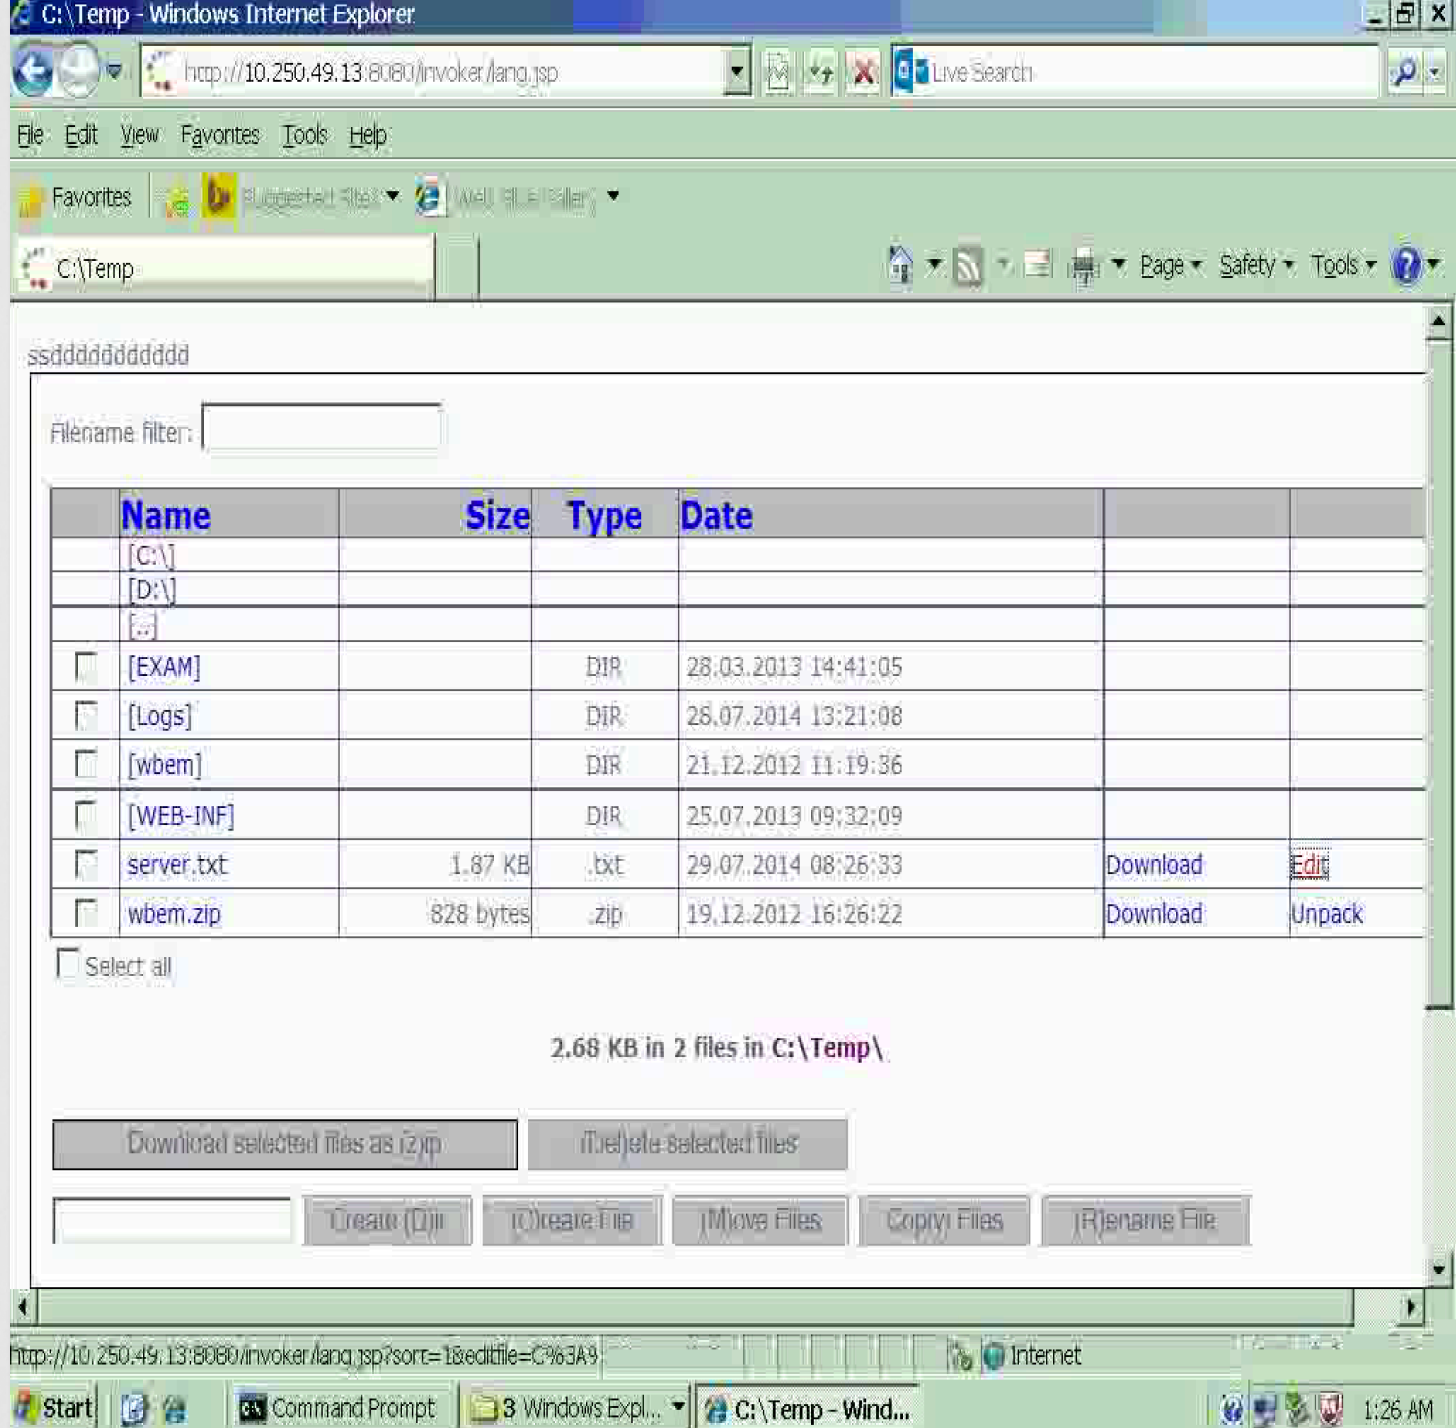 C:\Temp - Windows Internet Explorer
http://10.250.49.13:8080/invoker/lang.jsp
Live Search
File Edit View Favorites Tools Help
Favorites
C:\Temp
Page Safety Tools
ssdddddddddddd
Filename filter:
Name Size Type Date
[C:\]
[D:\]
[..]
[EXAM] DIR 28.03.2013 14:41:05
[Logs] DIR 28.07.2014 13:21:08
[wbem] DIR 21.12.2012 11:19:36
[WEB-INF] DIR 25.07.2013 09:32:09
server.txt 1.87 KB .txt 29.07.2014 08:26:33 Download Edit
wbem.zip 828 bytes .zip 19.12.2012 16:26:22 Download Unpack
Select all
2.68 KB in 2 files in C:\Temp\
Download selected files as (z)ip (Del)ete selected files
Create (D)ir (C)reate File (M)ove Files Cop(y) Files (R)ename File
http://10.250.49.13:8080/invoker/lang.jsp?sort=1&editfile=C%3A%
Internet
Start Command Prompt 3 Windows Expl... C:\Temp - Wind... 1:26 AM